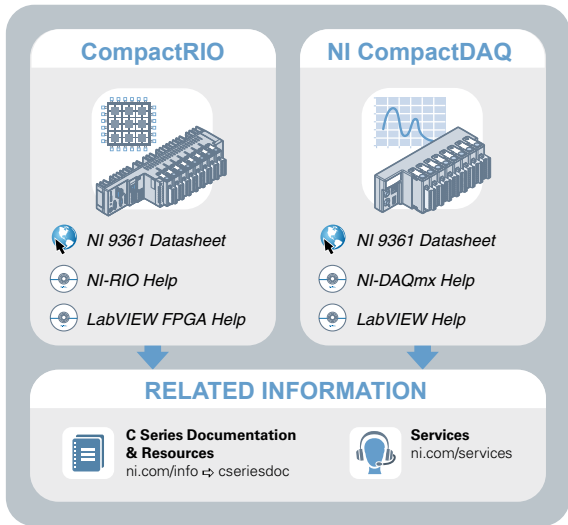 CompactRIO
NI 9361 Datasheet
NI-RIO Help
LabVIEW FPGA Help
NI CompactDAQ
NI 9361 Datasheet
NI-DAQmx Help
LabVIEW Help
RELATED INFORMATION
C Series Documentation
& Resources
ni.com/info ➪ cseriesdoc
Services
ni.com/services